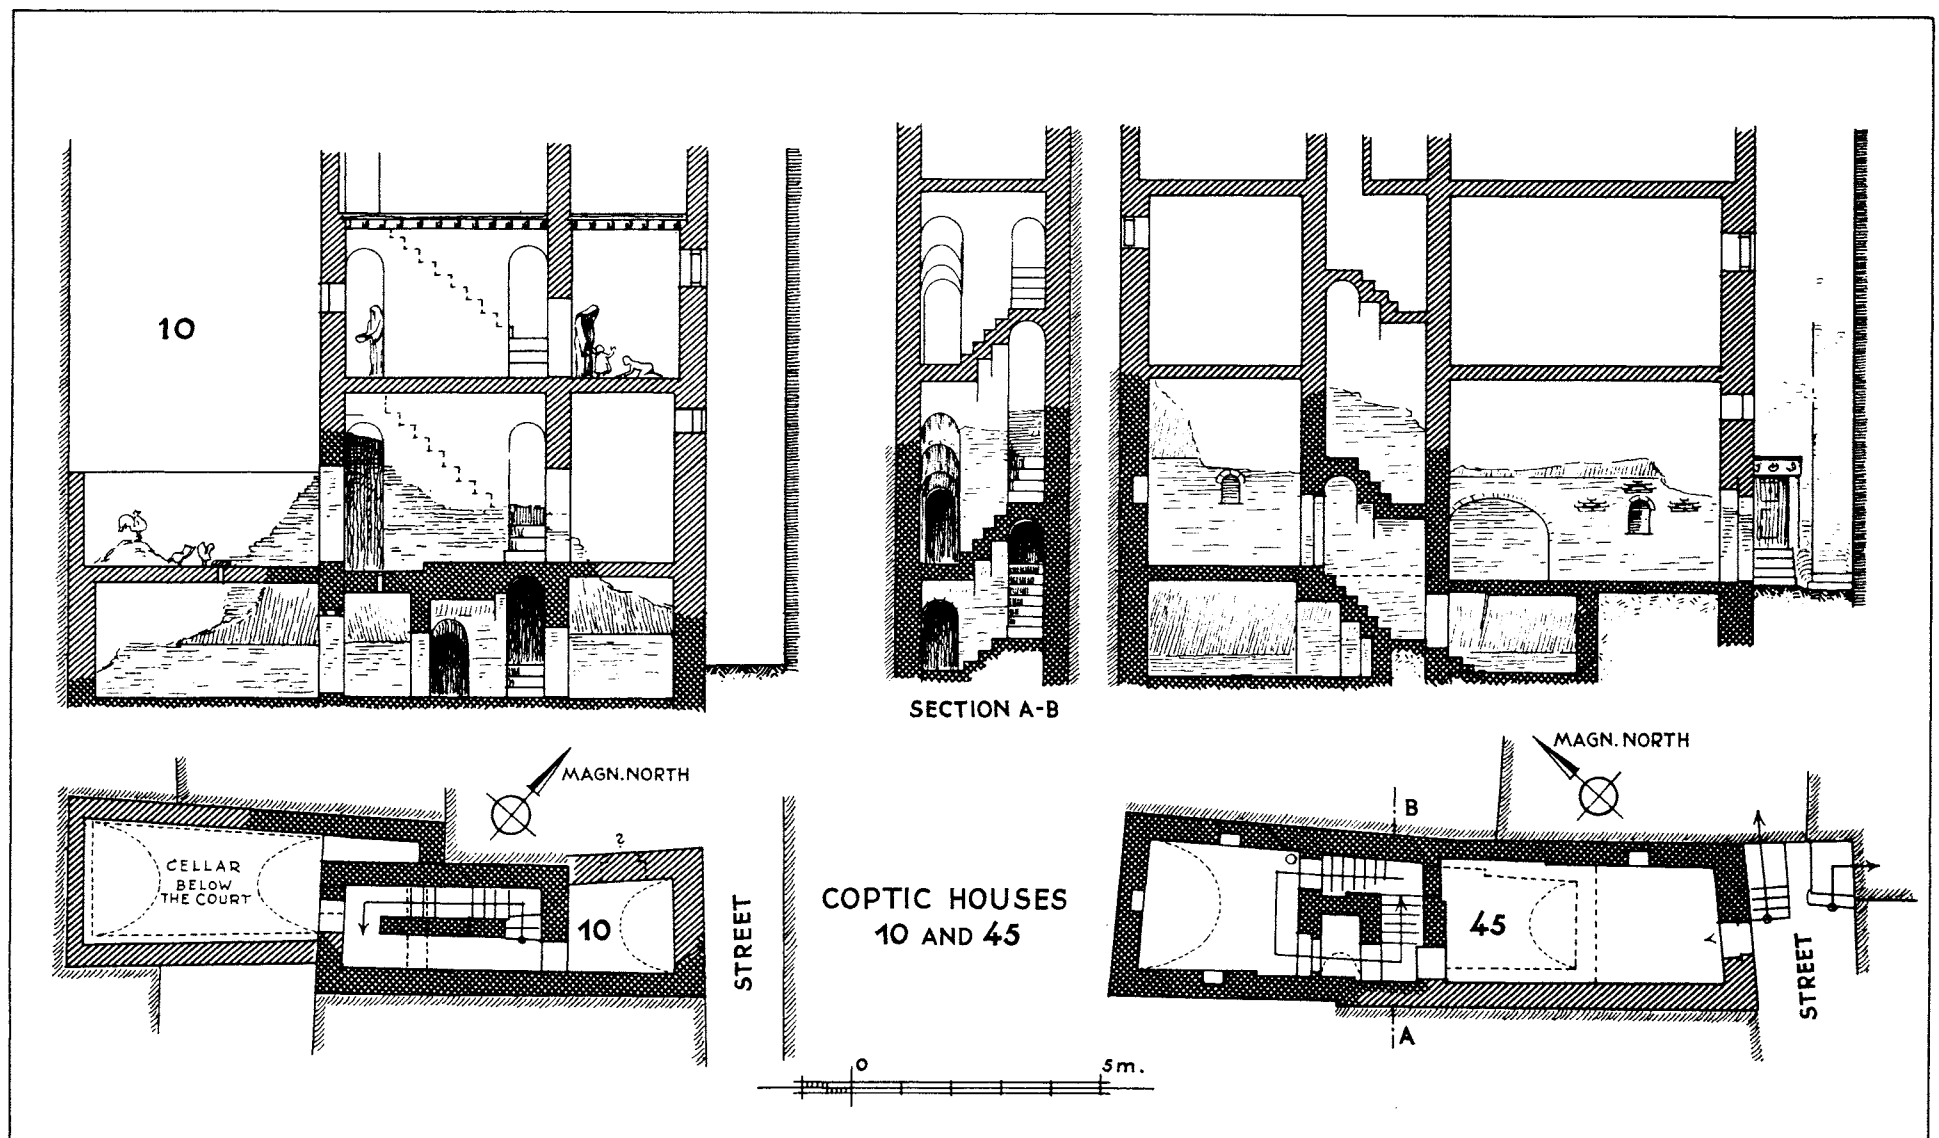 10
SECTION A-B
MAGN. NORTH
MAGN. NORTH
CELLAR
BELOW
THE COURT
10
?
STREET
COPTIC HOUSES
10 AND 45
B
45
A
STREET
0
5 m.